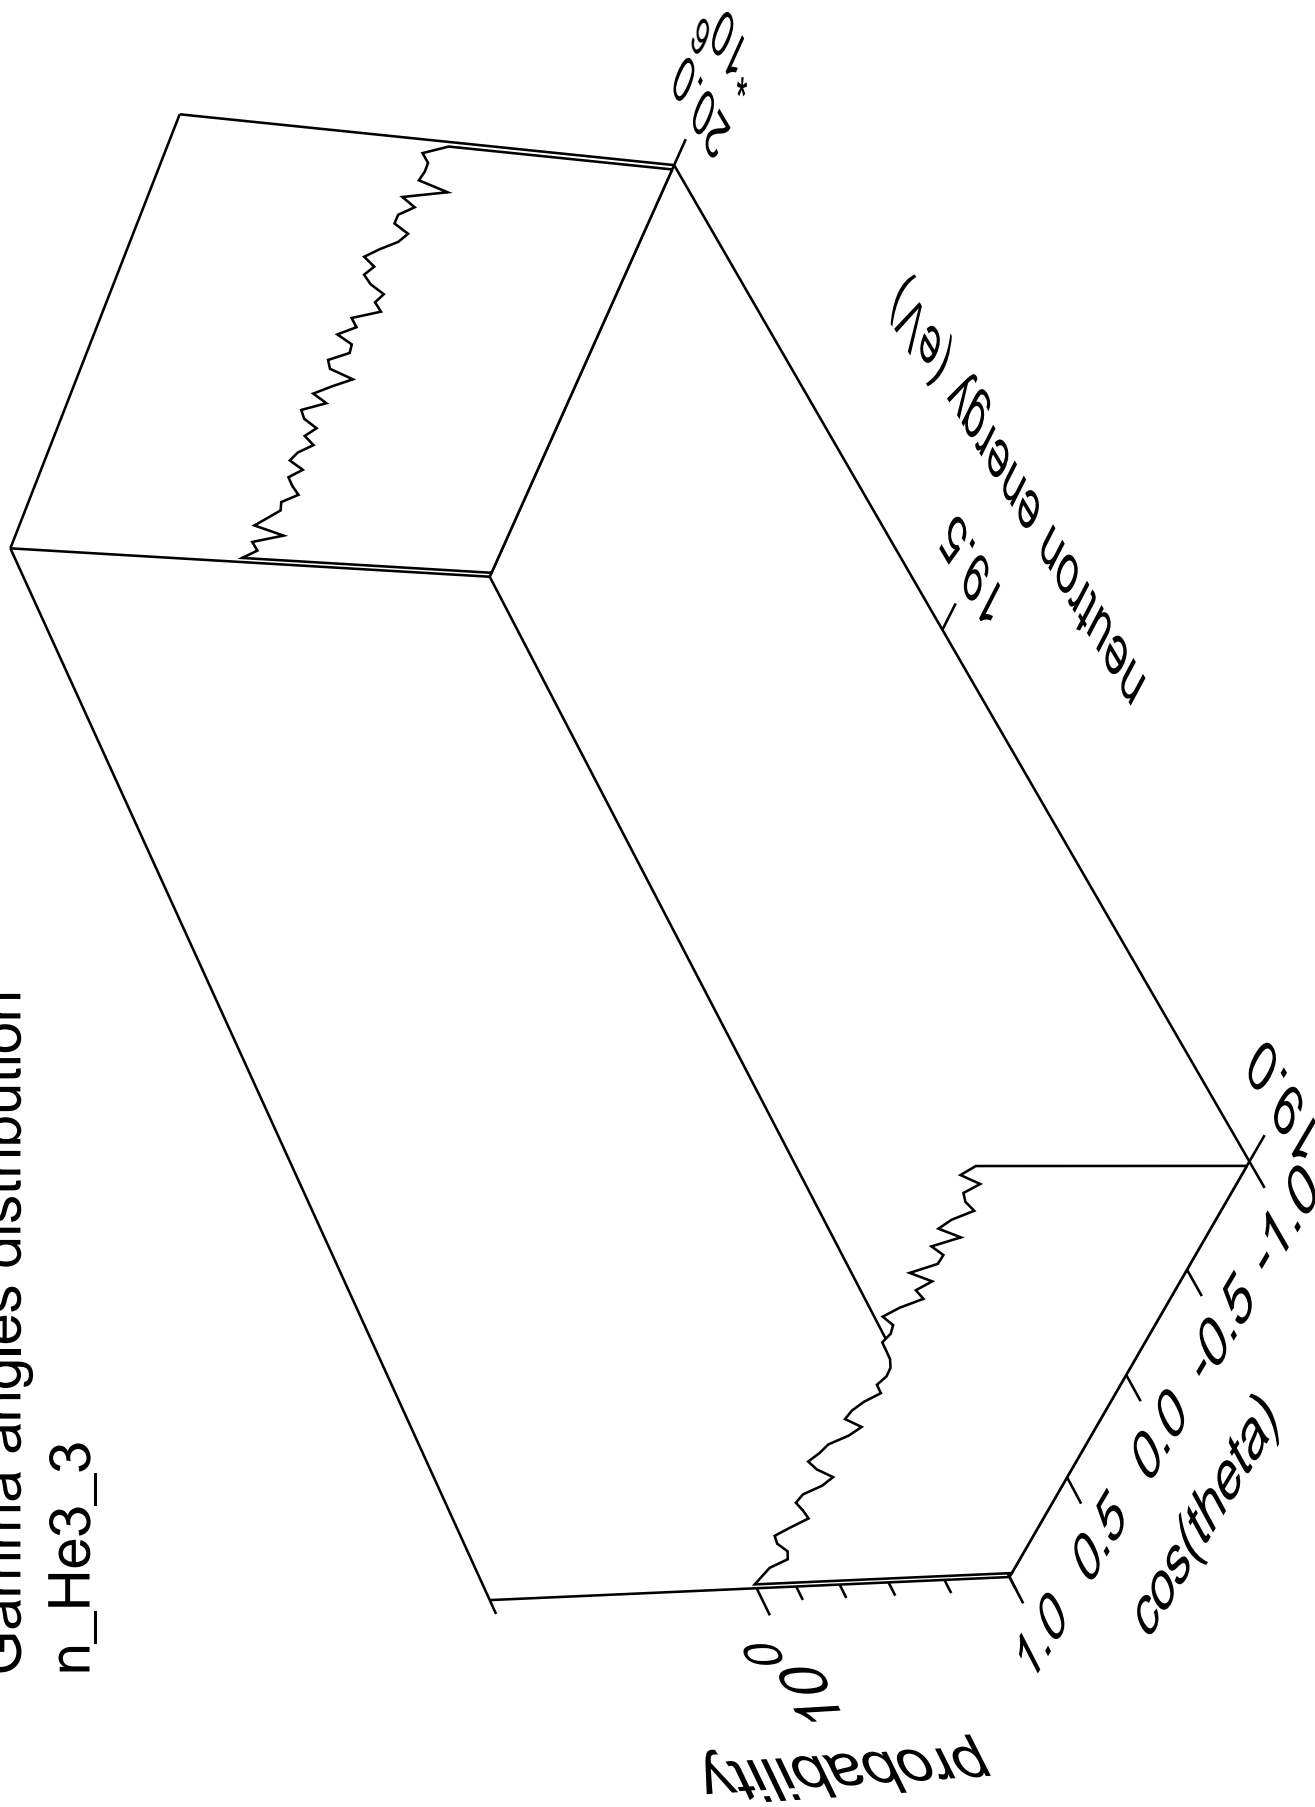 Gamma angles distribution
n_He3_3
probability
10^0
1.0
0.5
0.0
-0.5
-1.0
cos(theta)
19.0
19.5
20.0
*10^6
neutron energy (eV)